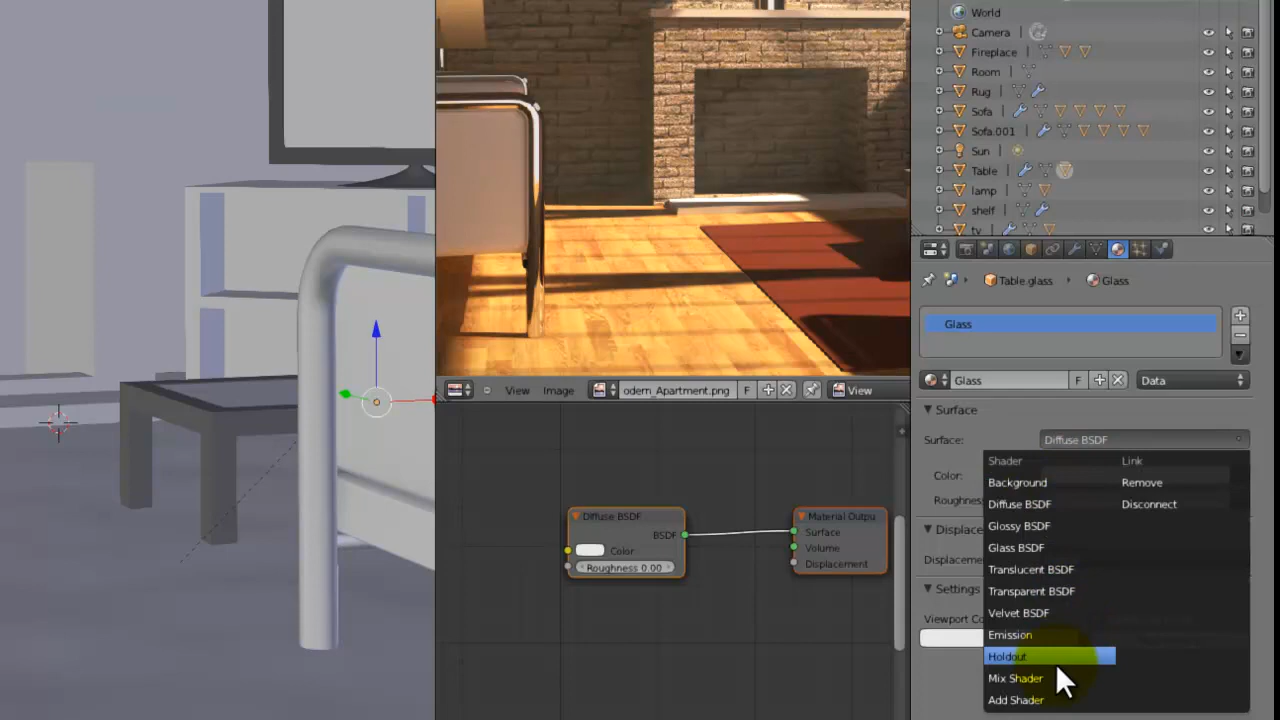 World
Camera
Fireplace
Room
Rug
Sofa
Sofa.001
Sun
Table
lamp
shelf
tv
Table.glass
Glass
Glass
Glass
F
Data
Surface
Surface:
Diffuse BSDF
Shader
Link
Color:
Background
Remove
Roughness
Diffuse BSDF
Disconnect
Glossy BSDF
Displace
Glass BSDF
Displaceme
Translucent BSDF
Settings
Transparent BSDF
Viewport Co
Velvet BSDF
Emission
Holdout
Mix Shader
Add Shader
View
Image
odern_Apartment.png
F
View
Diffuse BSDF
BSDF
Color
Roughness 0.00
Material Outpu
Surface
Volume
Displacement